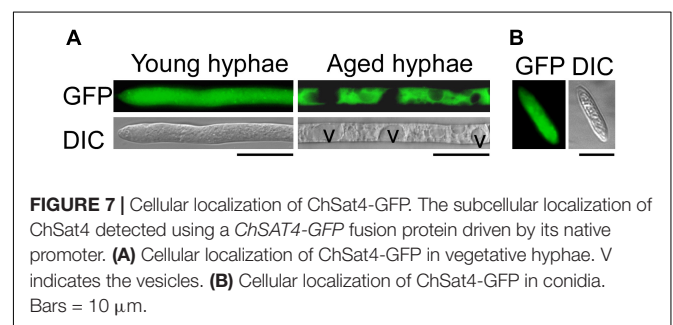 A
B
Young hyphae Aged hyphae
GFP DIC
GFP
DIC
V V V
FIGURE 7 | Cellular localization of ChSat4-GFP. The subcellular localization of
ChSat4 detected using a ChSAT4-GFP fusion protein driven by its native
promoter. (A) Cellular localization of ChSat4-GFP in vegetative hyphae. V
indicates the vesicles. (B) Cellular localization of ChSat4-GFP in conidia.
Bars = 10 μm.